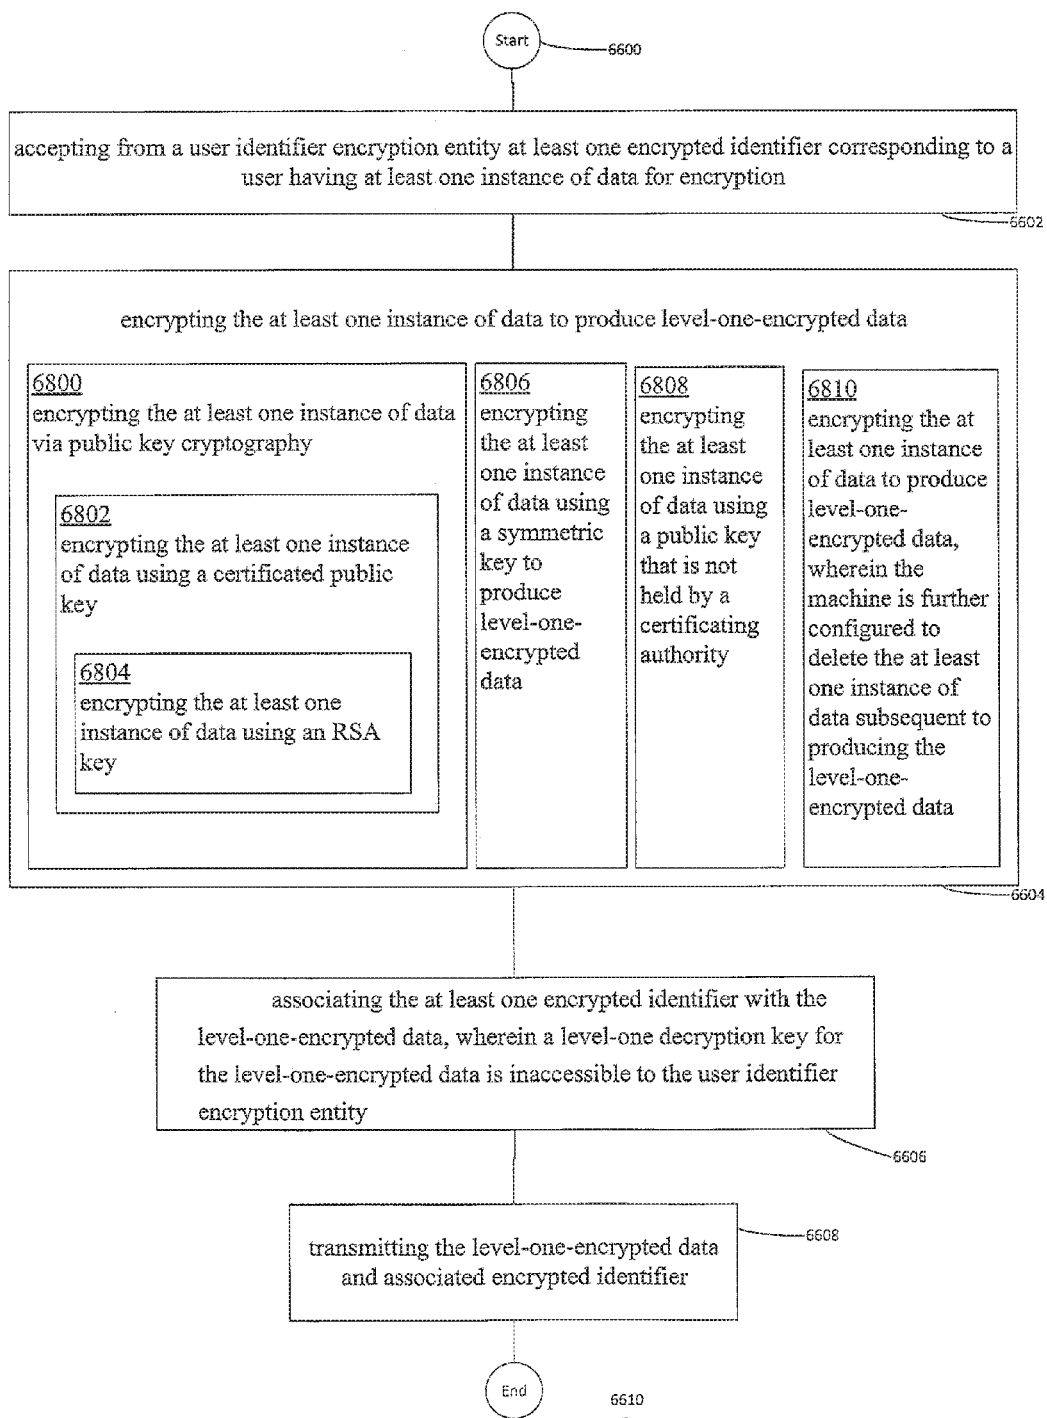 Start
6600
accepting from a user identifier encryption entity at least one encrypted identifier corresponding to a
user having at least one instance of data for encryption
6602
encrypting the at least one instance of data to produce level-one-encrypted data
6800
encrypting the at least one instance of data
via public key cryptography
6802
encrypting the at least one instance
of data using a certificated public
key
6804
encrypting the at least one
instance of data using an RSA
key
6806
encrypting
the at least
one instance
of data using
a symmetric
key to
produce
level-one-
encrypted
data
6808
encrypting
the at least
one instance
of data using
a public key
that is not
held by a
certificating
authority
6810
encrypting the at
least one instance
of data to produce
level-one-
encrypted data,
wherein the
machine is further
configured to
delete the at least
one instance of
data subsequent to
producing the
level-one-
encrypted data
6604
associating the at least one encrypted identifier with the
level-one-encrypted data, wherein a level-one decryption key for
the level-one-encrypted data is inaccessible to the user identifier
encryption entity
6606
transmitting the level-one-encrypted data
and associated encrypted identifier
6608
End
6610